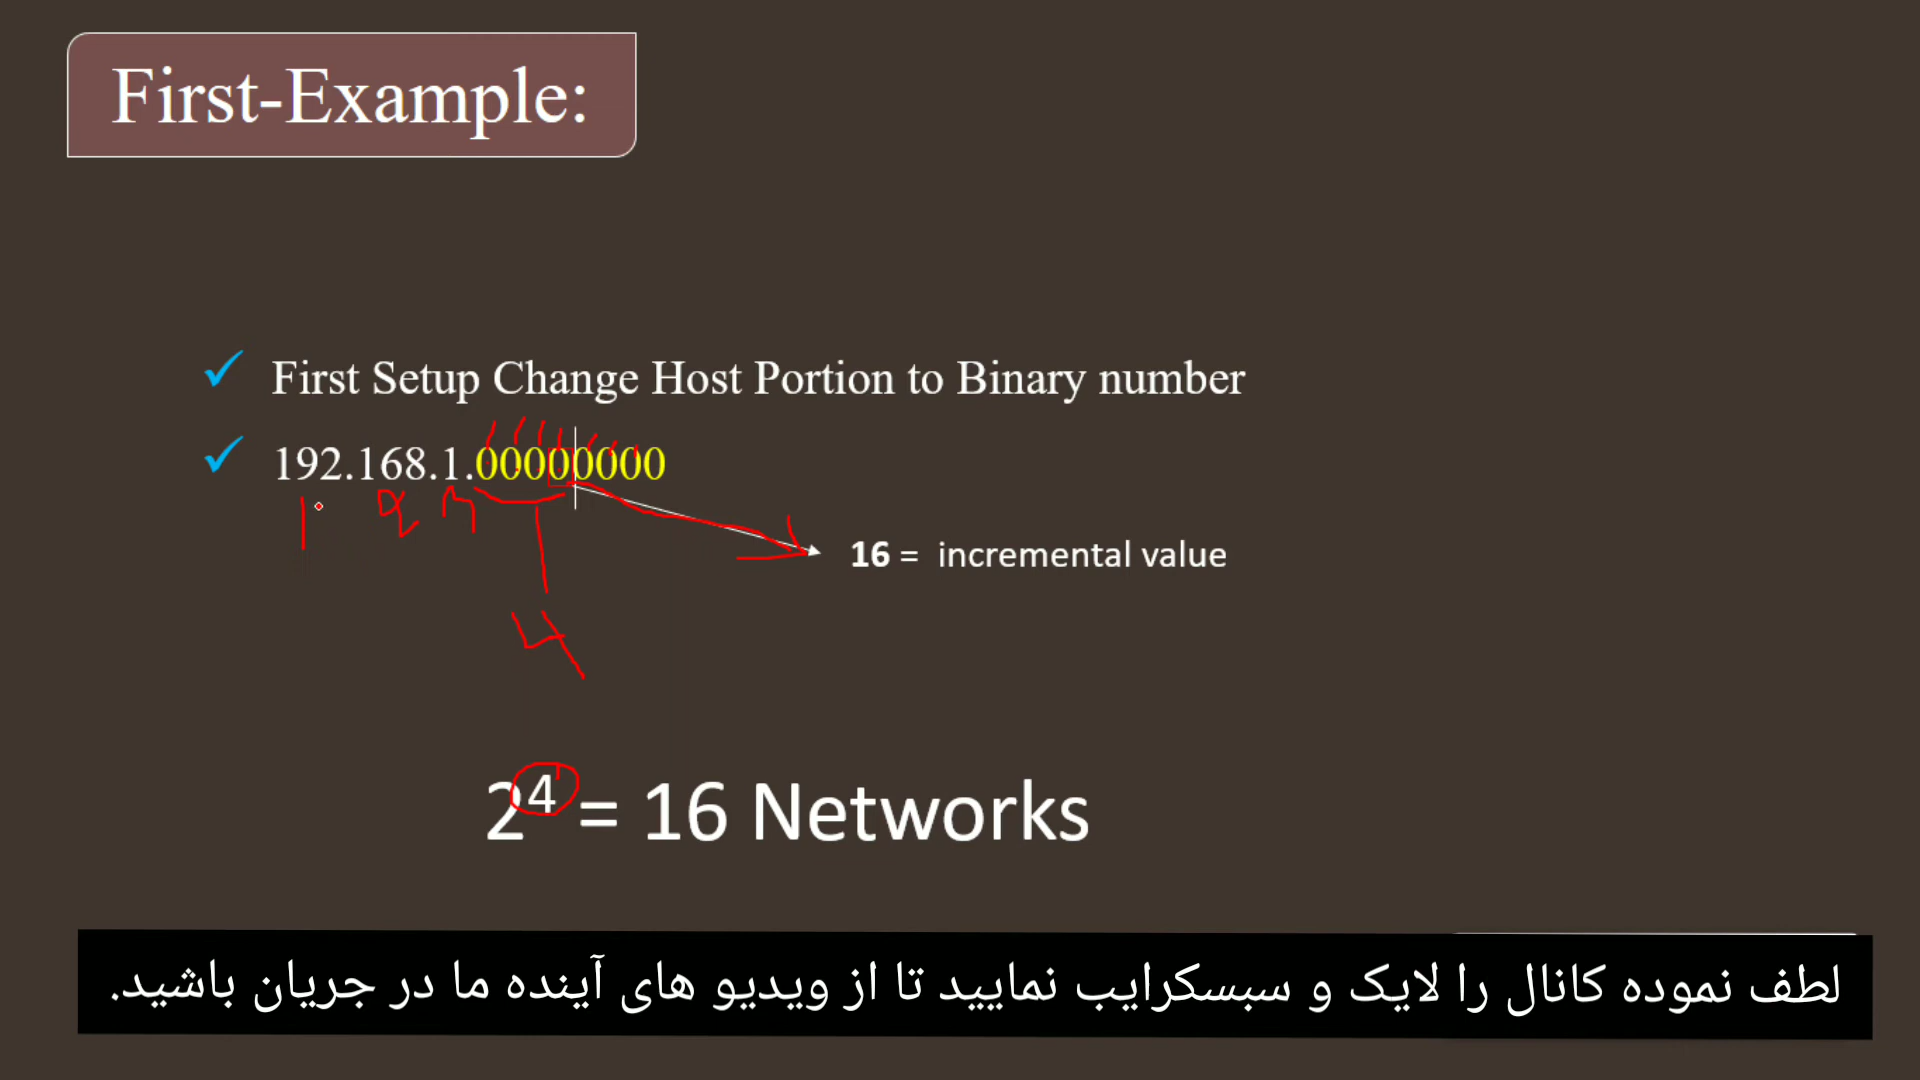 First-Example:
First Setup Change Host Portion to Binary number
192.168.1.00000000
16 = incremental value
4
2⁴ = 16 Networks
لطف نموده کانال را لایک و سبسکرایب نمایید تا از ویدیو های آینده ما در جریان باشید.